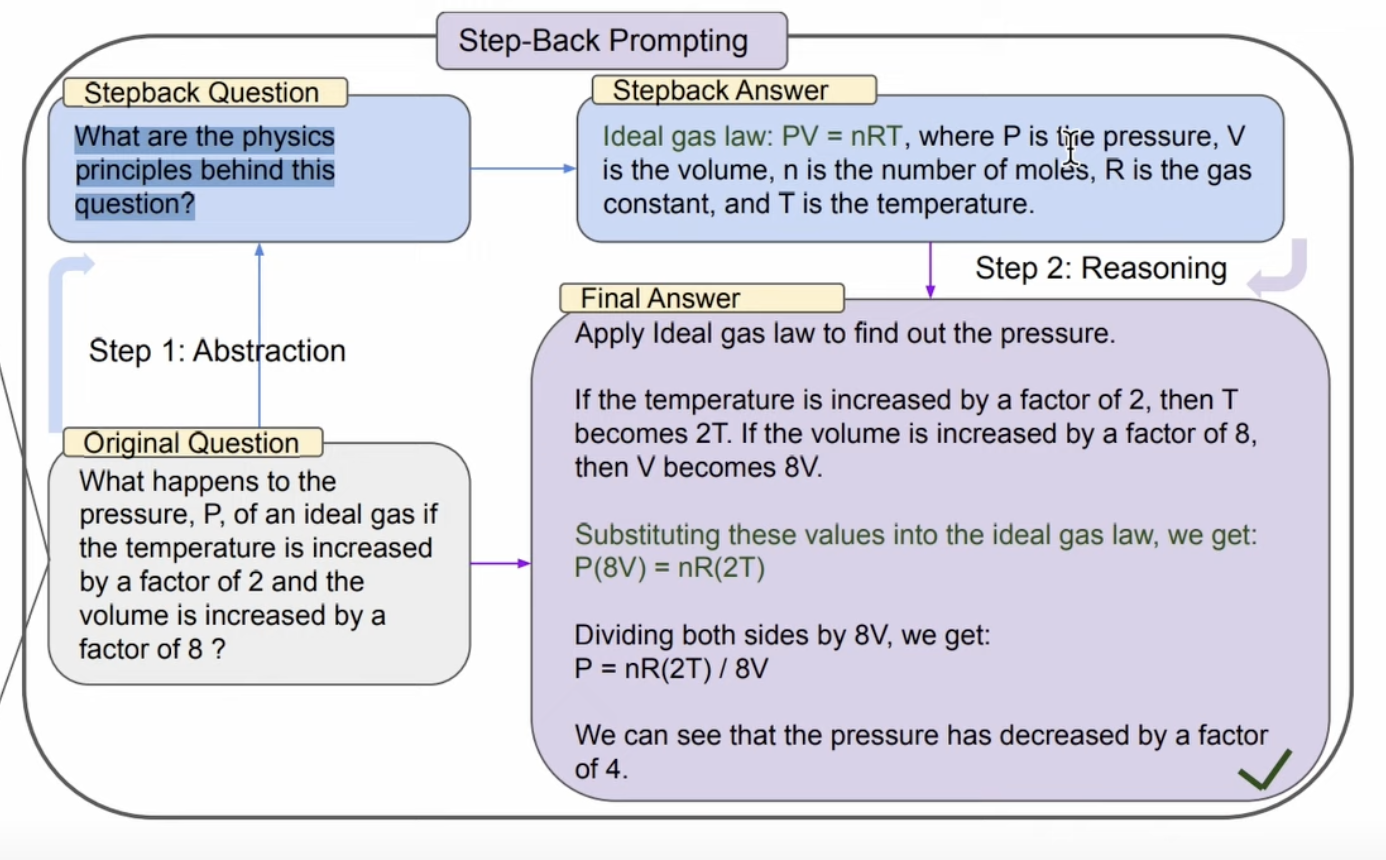 Step-Back Prompting
Stepback Question
What are the physics
principles behind this
question?
Stepback Answer
Ideal gas law: PV = nRT, where P is the pressure, V
is the volume, n is the number of moles, R is the gas
constant, and T is the temperature.
Step 1: Abstraction
Step 2: Reasoning
Original Question
What happens to the
pressure, P, of an ideal gas if
the temperature is increased
by a factor of 2 and the
volume is increased by a
factor of 8 ?
Final Answer
Apply Ideal gas law to find out the pressure.
If the temperature is increased by a factor of 2, then T
becomes 2T. If the volume is increased by a factor of 8,
then V becomes 8V.
Substituting these values into the ideal gas law, we get:
P(8V) = nR(2T)
Dividing both sides by 8V, we get:
P = nR(2T) / 8V
We can see that the pressure has decreased by a factor
of 4.